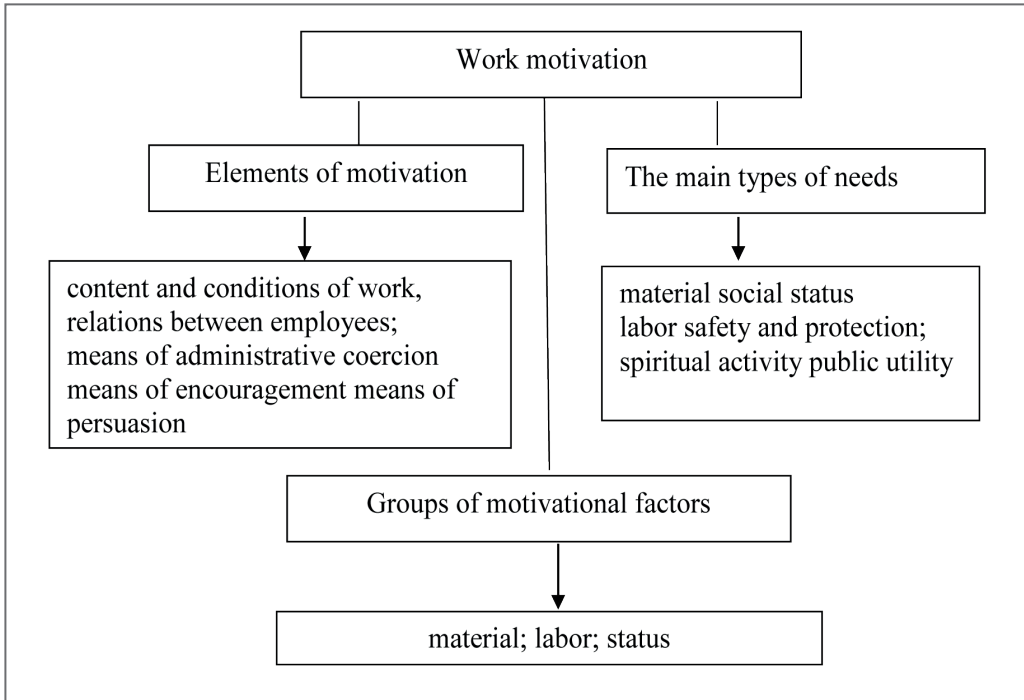 Work motivation
Elements of motivation
The main types of needs
content and conditions of work,
relations between employees;
means of administrative coercion
means of encouragement means of
persuasion
material social status
labor safety and protection;
spiritual activity public utility
Groups of motivational factors
material; labor; status